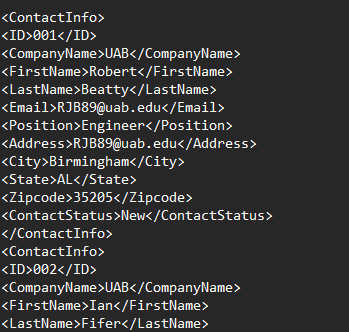 <ContactInfo>
<ID>001</ID>
<CompanyName>UAB</CompanyName>
<FirstName>Robert</FirstName>
<LastName>Beatty</LastName>
<Email>RJB89@uab.edu</Email>
<Position>Engineer</Position>
<Address>RJB89@uab.edu</Address>
<City>Birmingham</City>
<State>AL</State>
<Zipcode>35205</Zipcode>
<ContactStatus>New</ContactStatus>
</ContactInfo>
<ContactInfo>
<ID>002</ID>
<CompanyName>UAB</CompanyName>
<FirstName>Ian</FirstName>
<LastName>Fifer</LastName>